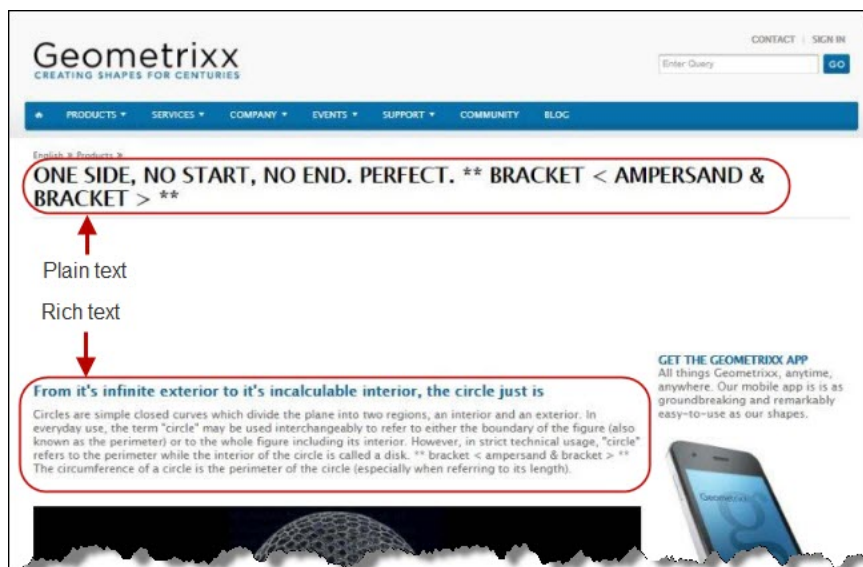 Geometrixx
CREATING SHAPES FOR CENTURIES
CONTACT | SIGN IN
Enter Query GO
PRODUCTS SERVICES COMPANY EVENTS SUPPORT COMMUNITY BLOG
English » Products »
ONE SIDE, NO START, NO END. PERFECT. ** BRACKET < AMPERSAND &
BRACKET > **
Plain text
Rich text
From it's infinite exterior to it's incalculable interior, the circle just is
Circles are simple closed curves which divide the plane into two regions, an interior and an exterior. In
everyday use, the term "circle" may be used interchangeably to refer to either the boundary of the figure (also
known as the perimeter) or to the whole figure including its interior. However, in strict technical usage, "circle"
refers to the perimeter while the interior of the circle is called a disk. ** bracket < ampersand & bracket > **
The circumference of a circle is the perimeter of the circle (especially when referring to its length).
GET THE GEOMETRIXX APP
All things Geometrixx, anytime,
anywhere. Our mobile app is is as
groundbreaking and remarkably
easy-to-use as our shapes.
Geometrixx
g